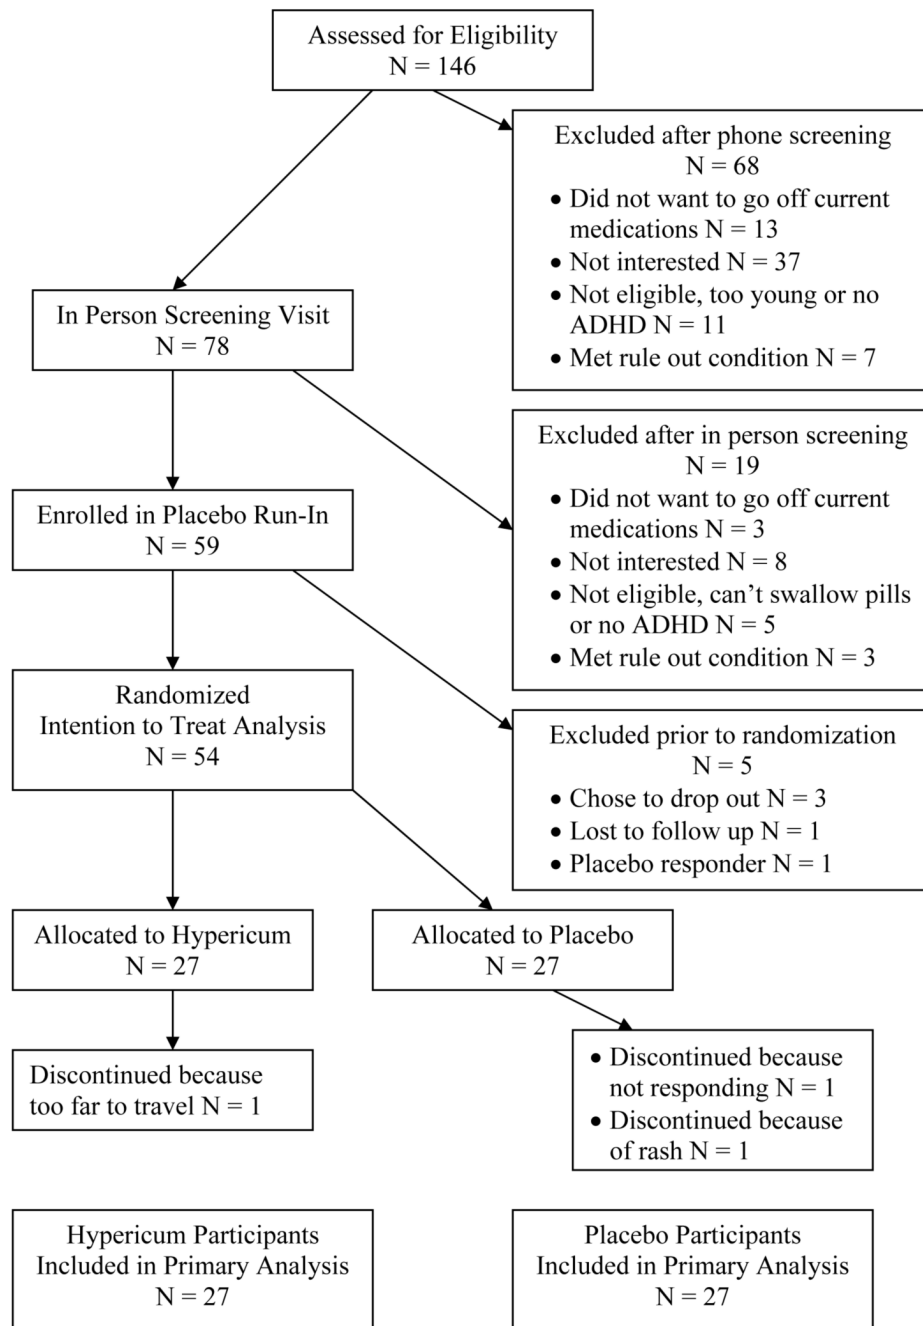 Assessed for Eligibility
N = 146
Excluded after phone screening
N = 68
• Did not want to go off current
medications N = 13
• Not interested N = 37
• Not eligible, too young or no
ADHD N = 11
• Met rule out condition N = 7
In Person Screening Visit
N = 78
Excluded after in person screening
N = 19
• Did not want to go off current
medications N = 3
• Not interested N = 8
• Not eligible, can’t swallow pills
or no ADHD N = 5
• Met rule out condition N = 3
Enrolled in Placebo Run-In
N = 59
Randomized
Intention to Treat Analysis
N = 54
Excluded prior to randomization
N = 5
• Chose to drop out N = 3
• Lost to follow up N = 1
• Placebo responder N = 1
Allocated to Hypericum
N = 27
Allocated to Placebo
N = 27
Discontinued because
too far to travel N = 1
• Discontinued because
not responding N = 1
• Discontinued because
of rash N = 1
Hypericum Participants
Included in Primary Analysis
N = 27
Placebo Participants
Included in Primary Analysis
N = 27